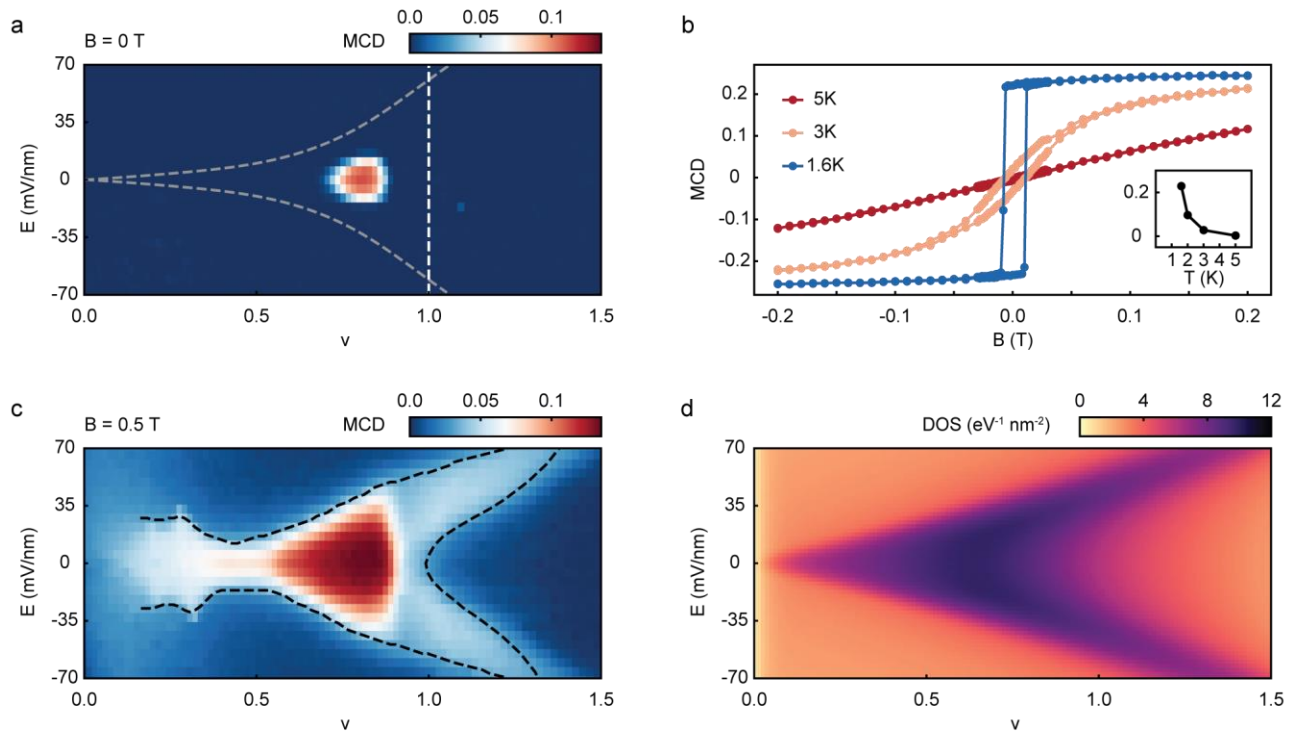 a
B = 0 T
MCD
0.0 0.05 0.1
70
35
0
-35
-70
E (mV/nm)
0.0 0.5 1.0 1.5
ν
b
MCD
0.2
0.1
0
-0.1
-0.2
5K
3K
1.6K
0.2
0
1 2 3 4 5
T (K)
-0.2 -0.1 0.0 0.1 0.2
B (T)
c
B = 0.5 T
MCD
0.0 0.05 0.1
70
35
0
-35
-70
E (mV/nm)
0.0 0.5 1.0 1.5
ν
d
DOS (eV⁻¹ nm⁻²)
0 4 8 12
70
35
0
-35
-70
E (mV/nm)
0.0 0.5 1.0 1.5
ν